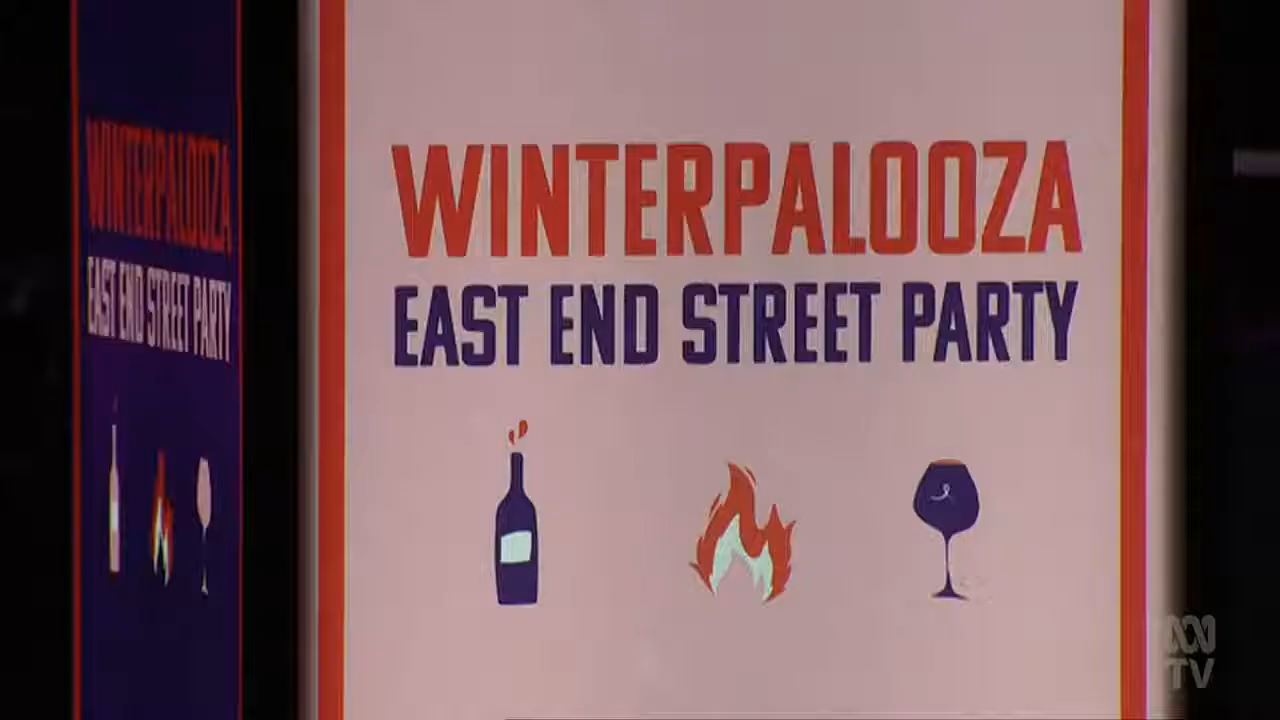 WINTERPALOOZA
EAST END STREET PARTY
WINTERPALOOZA
EAST END STREET PARTY
ABC
TV